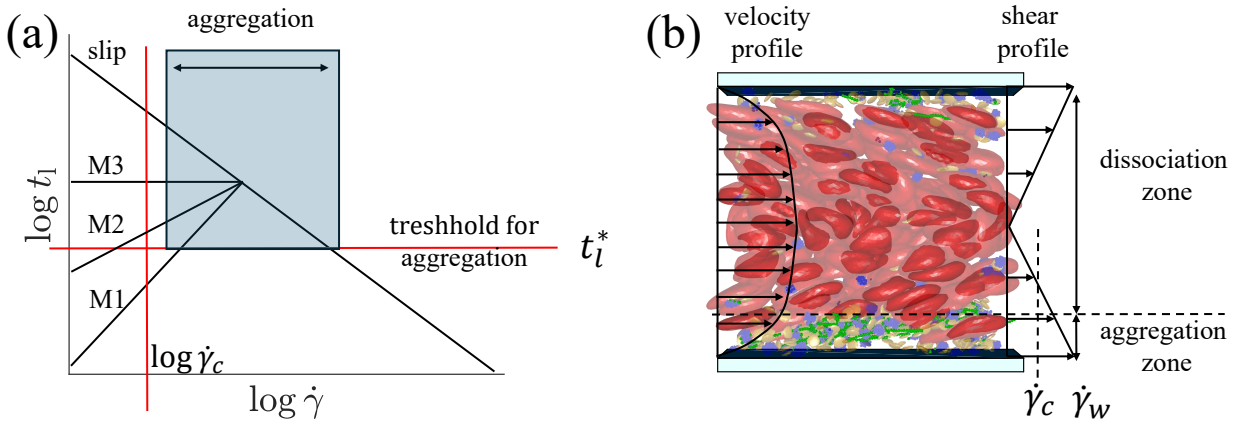 (a)
aggregation
slip
M3
M2
M1
log t_l
treshhold for
aggregation
t_l^*
log γ̇_c
log γ̇
(b)
velocity
profile
shear
profile
dissociation
zone
aggregation
zone
γ̇_c
γ̇_w